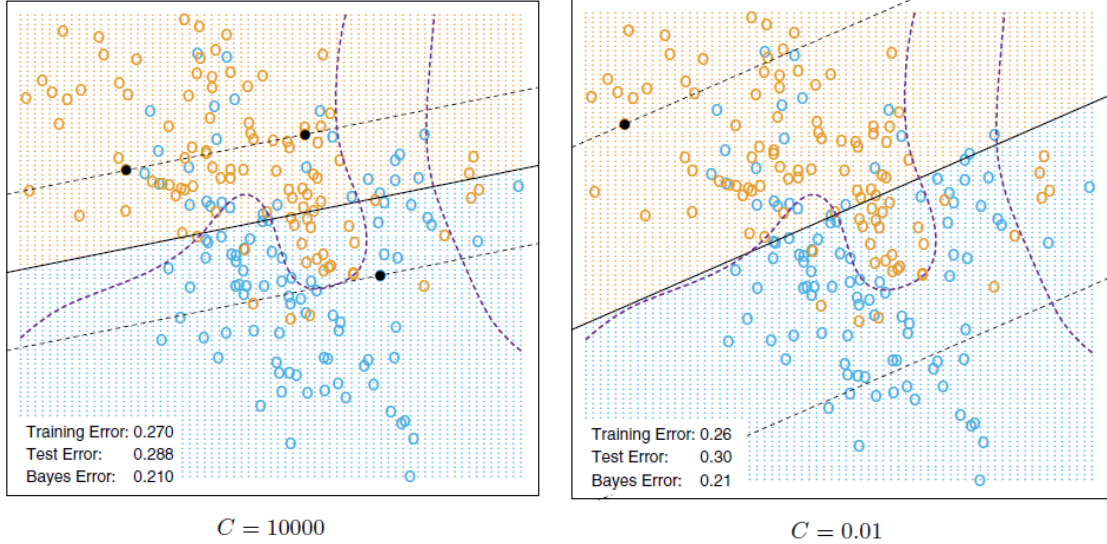 Training Error: 0.270
Test Error: 0.288
Bayes Error: 0.210
C = 10000
Training Error: 0.26
Test Error: 0.30
Bayes Error: 0.21
C = 0.01